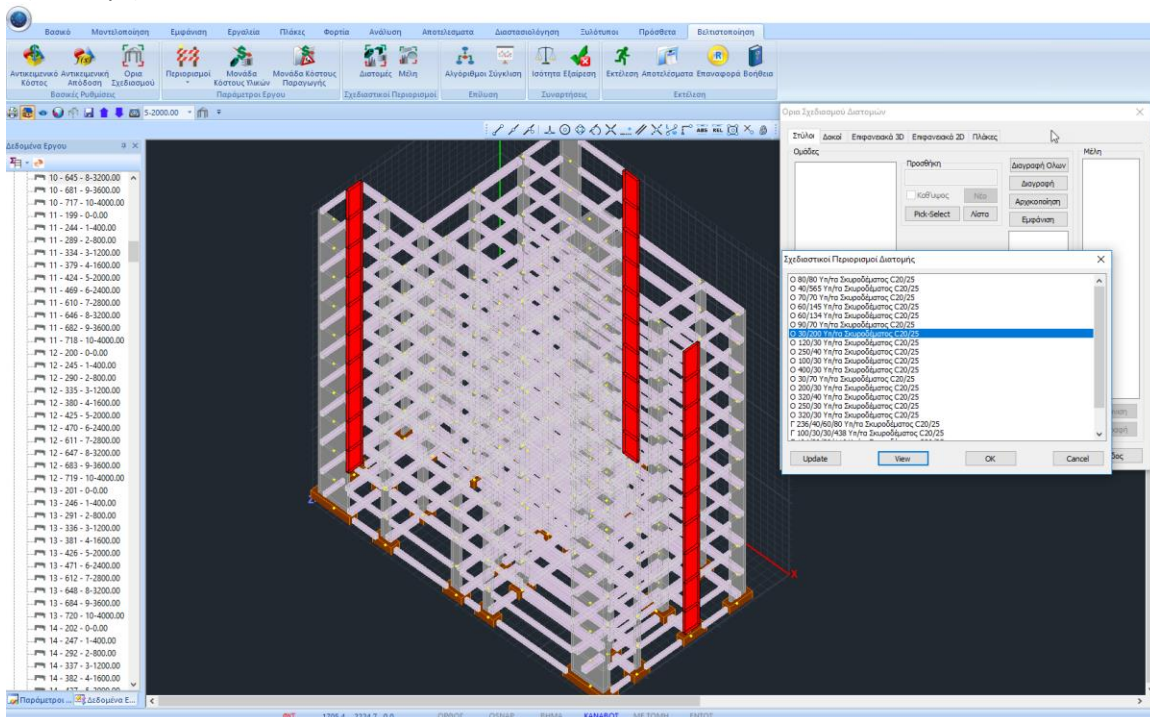 Βασικό Μοντελοποίηση Εμφάνιση Εργαλεία Πλάκες Φορτία Ανάλυση Αποτελέσματα Διαστασιολόγηση Ξυλότυποι Πρόσθετα Βελτιστοποίηση
Αντικειμενικό Κόστος Αντικειμενική Απόδοση Όρια Σχεδιασμού Περιορισμοί Μονάδα Κόστους Υλικών Μονάδα Κόστους Παραγωγής Διατομές Μέλη Αλγόριθμοι Σύγκλιση Ισότητα Εξαίρεση Εκτέλεση Αποτελέσματα Επαναφορά Βοήθεια
Βασικές Ρυθμίσεις Παράμετροι Εργου Σχεδιαστικοί Περιορισμοί Επίλυση Συναρτήσεις Εκτέλεση
5-2000.00
Δεδομένα Εργου
10 - 645 - 8-3200.00
10 - 681 - 9-3600.00
10 - 717 - 10-4000.00
11 - 199 - 0-0.00
11 - 244 - 1-400.00
11 - 289 - 2-800.00
11 - 334 - 3-1200.00
11 - 379 - 4-1600.00
11 - 424 - 5-2000.00
11 - 469 - 6-2400.00
11 - 610 - 7-2800.00
11 - 646 - 8-3200.00
11 - 682 - 9-3600.00
11 - 718 - 10-4000.00
12 - 200 - 0-0.00
12 - 245 - 1-400.00
12 - 290 - 2-800.00
12 - 335 - 3-1200.00
12 - 380 - 4-1600.00
12 - 425 - 5-2000.00
12 - 470 - 6-2400.00
12 - 611 - 7-2800.00
12 - 647 - 8-3200.00
12 - 683 - 9-3600.00
12 - 719 - 10-4000.00
13 - 201 - 0-0.00
13 - 246 - 1-400.00
13 - 291 - 2-800.00
13 - 336 - 3-1200.00
13 - 381 - 4-1600.00
13 - 426 - 5-2000.00
13 - 471 - 6-2400.00
13 - 612 - 7-2800.00
13 - 648 - 8-3200.00
13 - 684 - 9-3600.00
13 - 720 - 10-4000.00
14 - 202 - 0-0.00
14 - 247 - 1-400.00
14 - 292 - 2-800.00
14 - 337 - 3-1200.00
14 - 382 - 4-1600.00
Παράμετροι ... Δεδομένα Ε...
X
Όρια Σχεδιασμού Διατομών
Στύλοι Δοκοί Επιφανειακά 3D Επιφανειακά 2D Πλάκες
Ομάδες
Προσθήκη
Καθ'υψος Νέα
Pick-Select Λίστα
Διαγραφή Ολων
Διαγραφή
Αρχικοποίηση
Εμφάνιση
Μέλη
Σχεδιαστικοί Περιορισμοί Διατομής
Ο 80/80 Υπ/τα Σκυροδέματος C20/25
Ο 40/565 Υπ/τα Σκυροδέματος C20/25
Ο 70/70 Υπ/τα Σκυροδέματος C20/25
Ο 60/145 Υπ/τα Σκυροδέματος C20/25
Ο 60/134 Υπ/τα Σκυροδέματος C20/25
Ο 90/70 Υπ/τα Σκυροδέματος C20/25
Ο 30/200 Υπ/τα Σκυροδέματος C20/25
Ο 120/30 Υπ/τα Σκυροδέματος C20/25
Ο 250/40 Υπ/τα Σκυροδέματος C20/25
Ο 100/30 Υπ/τα Σκυροδέματος C20/25
Ο 400/30 Υπ/τα Σκυροδέματος C20/25
Ο 30/70 Υπ/τα Σκυροδέματος C20/25
Ο 200/30 Υπ/τα Σκυροδέματος C20/25
Ο 320/40 Υπ/τα Σκυροδέματος C20/25
Ο 250/30 Υπ/τα Σκυροδέματος C20/25
Ο 320/30 Υπ/τα Σκυροδέματος C20/25
Γ 236/40/60/80 Υπ/τα Σκυροδέματος C20/25
Γ 100/30/30/438 Υπ/τα Σκυροδέματος C20/25
Update View OK Cancel